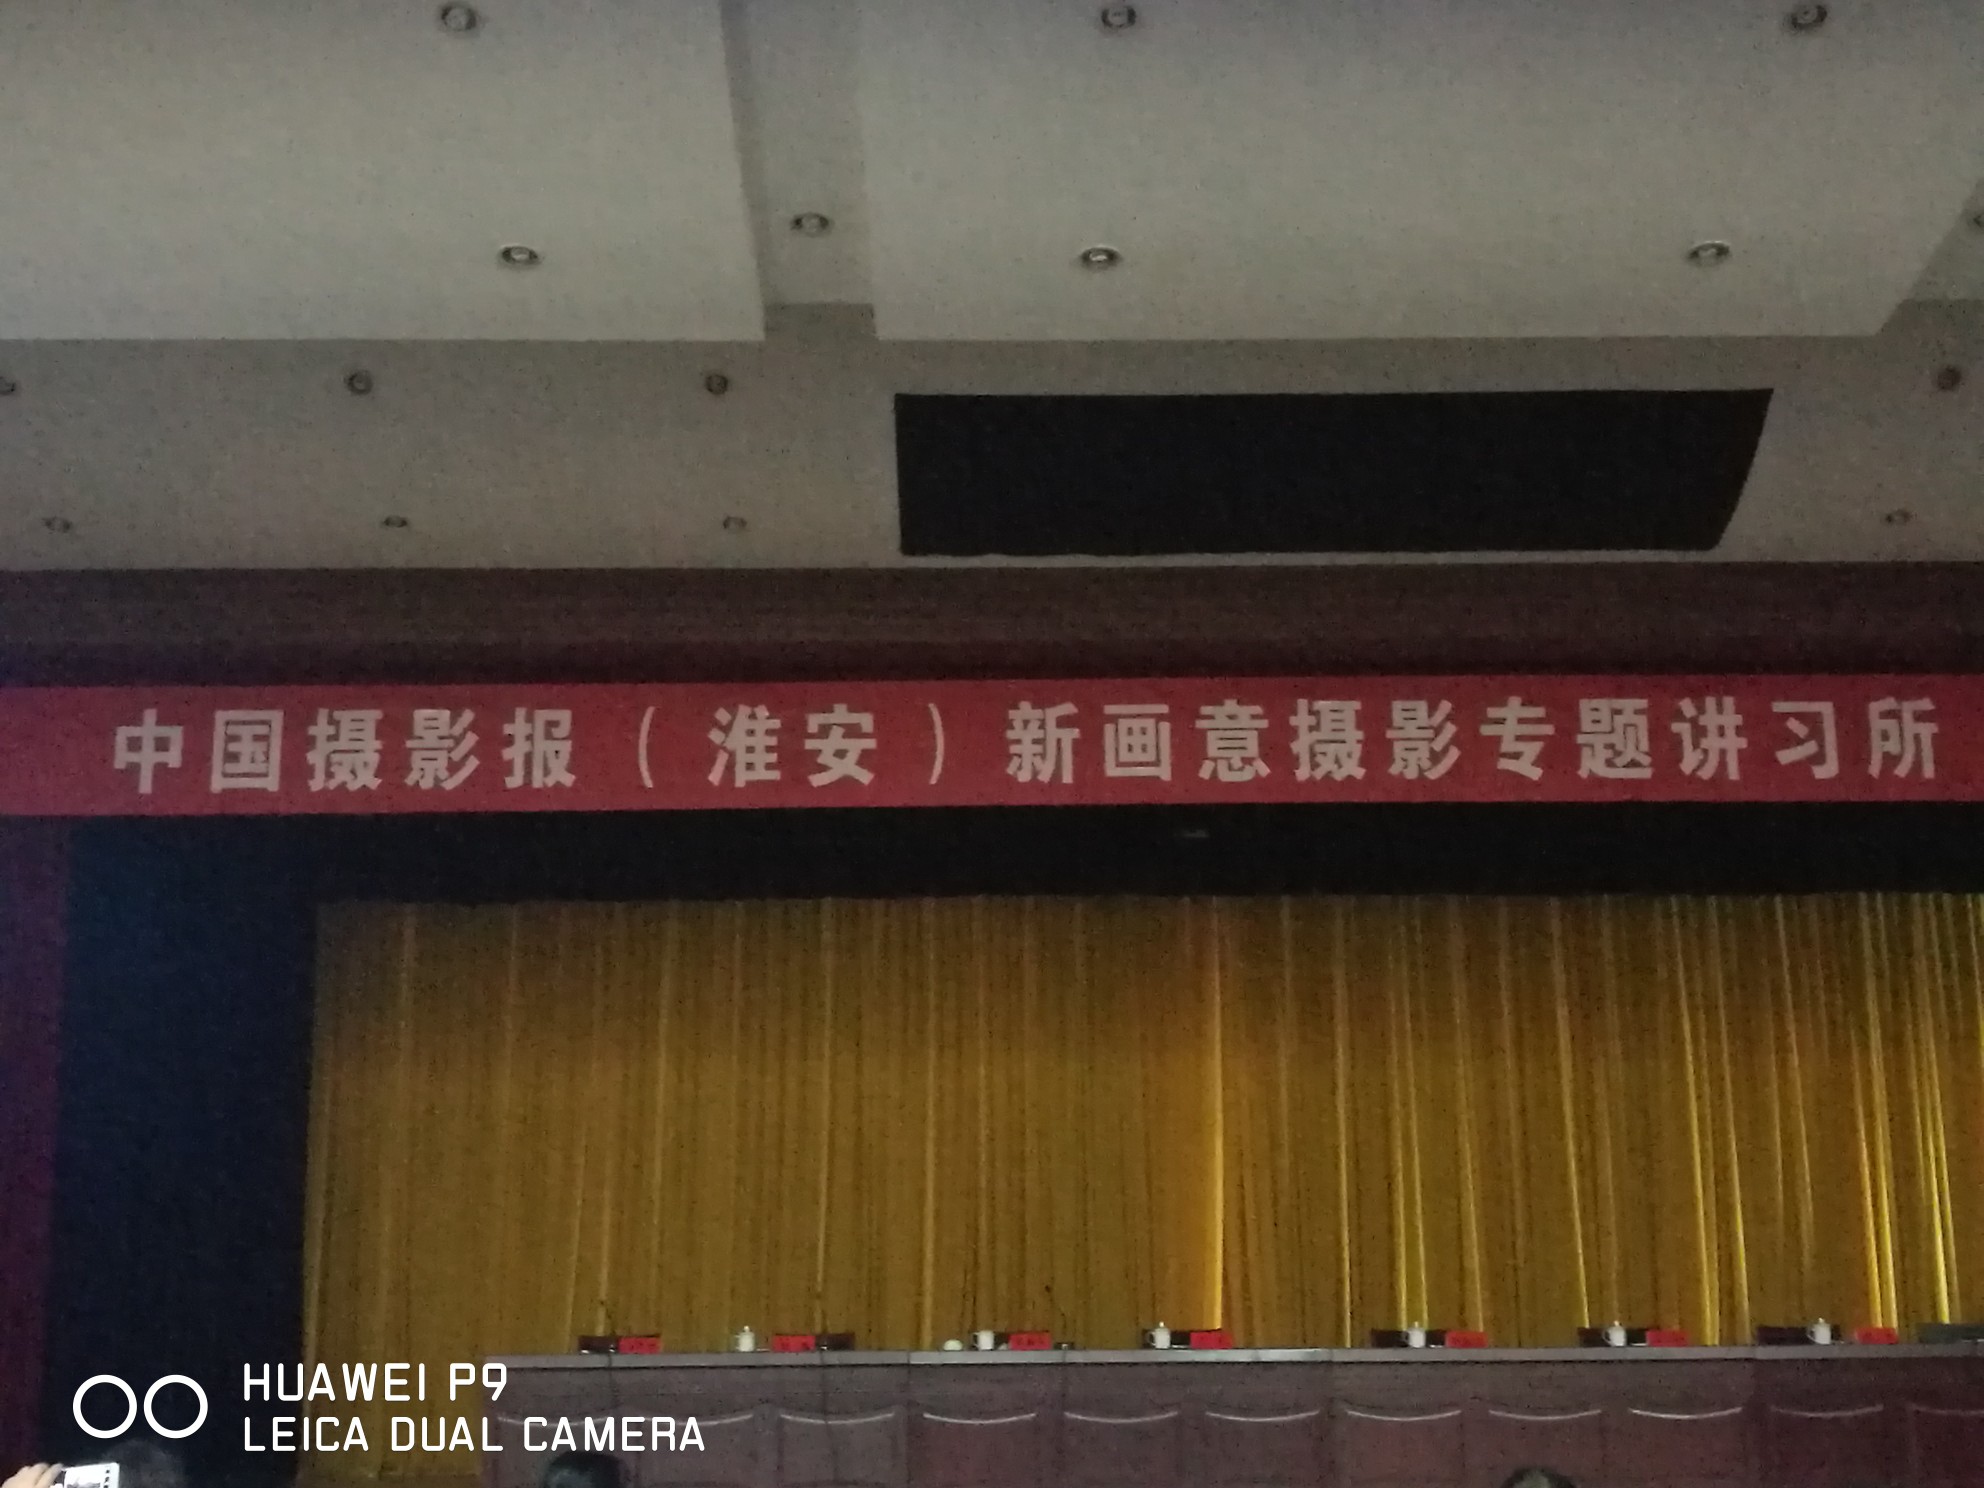 中国摄影报（淮安）新画意摄影专题讲习所
HUAWEI P9
LEICA DUAL CAMERA